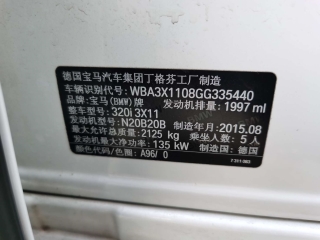 德国宝马汽车集团丁格芬工厂制造
车辆识别代号: WBA3X1108GG335440
品牌: 宝马(BMW)牌 发动机排量: 1997 ml
型号: 320i 3X11
发动机型号: N20B20B 制造年月: 2015.08
最大允许总质量: 2125 kg 乘坐人数: 5 人
发动机最大净功率: 135 kW 制造国: 德国
颜色代码/色圈: A96/ 0